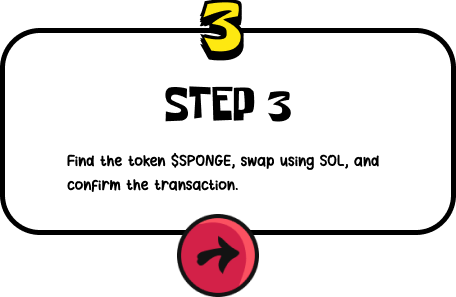 3
STEP 3
Find the token $SPONGE, swap using SOL, and
confirm the transaction.